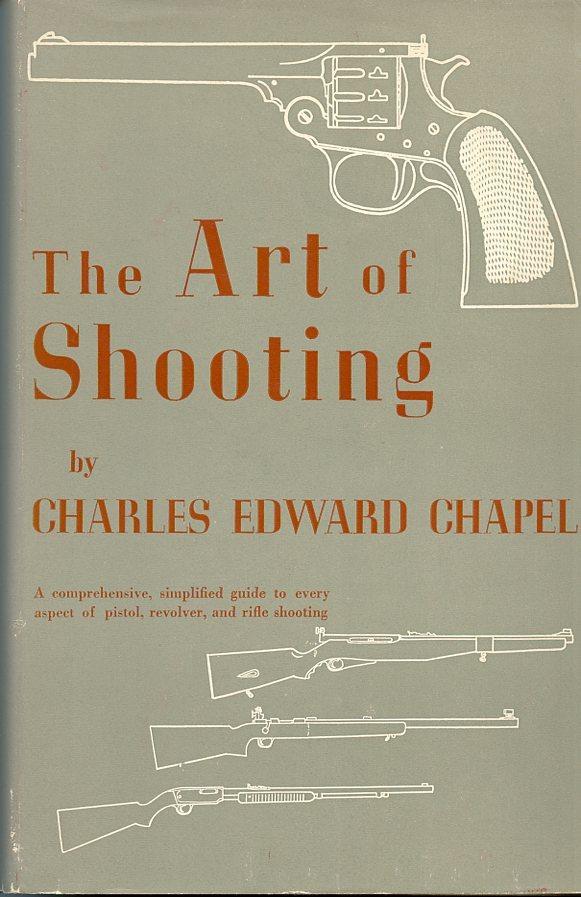 The Art of
Shooting
by
CHARLES EDWARD CHAPEL
A comprehensive, simplified guide to every
aspect of pistol, revolver, and rifle shooting